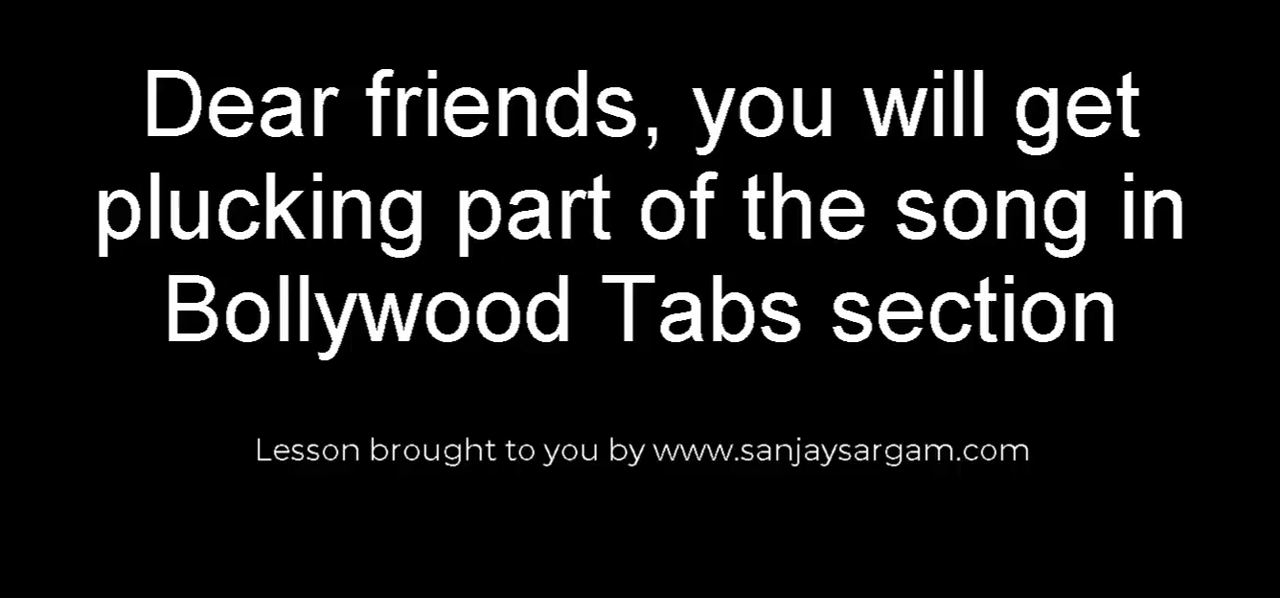 Dear friends, you will get
plucking part of the song in
Bollywood Tabs section
Lesson brought to you by www.sanjaysargam.com